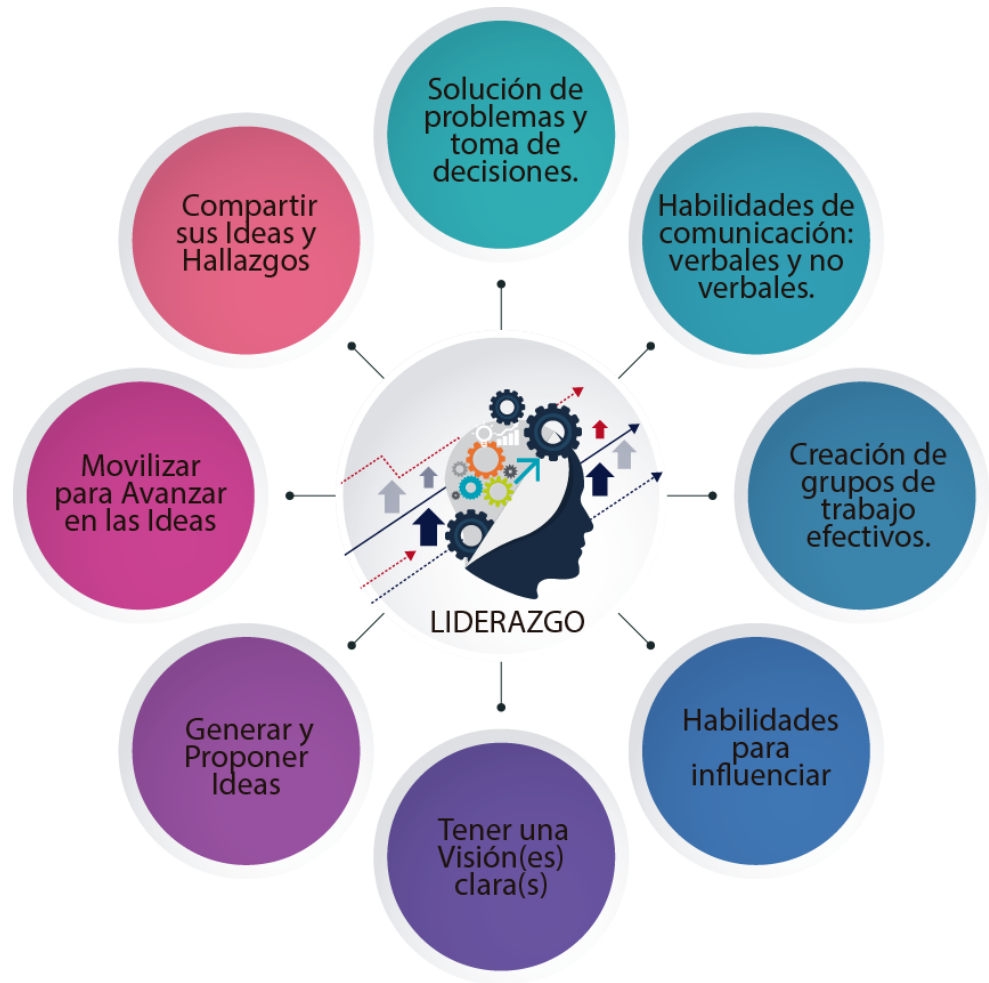 Solución de
problemas y
toma de
decisiones.
Habilidades de
comunicación:
verbales y no
verbales.
Creación de
grupos de
trabajo
efectivos.
Habilidades
para
influenciar
Tener una
Visión(es)
clara(s)
Generar y
Proponer
Ideas
Movilizar
para Avanzar
en las Ideas
Compartir
sus Ideas y
Hallazgos
LIDERAZGO